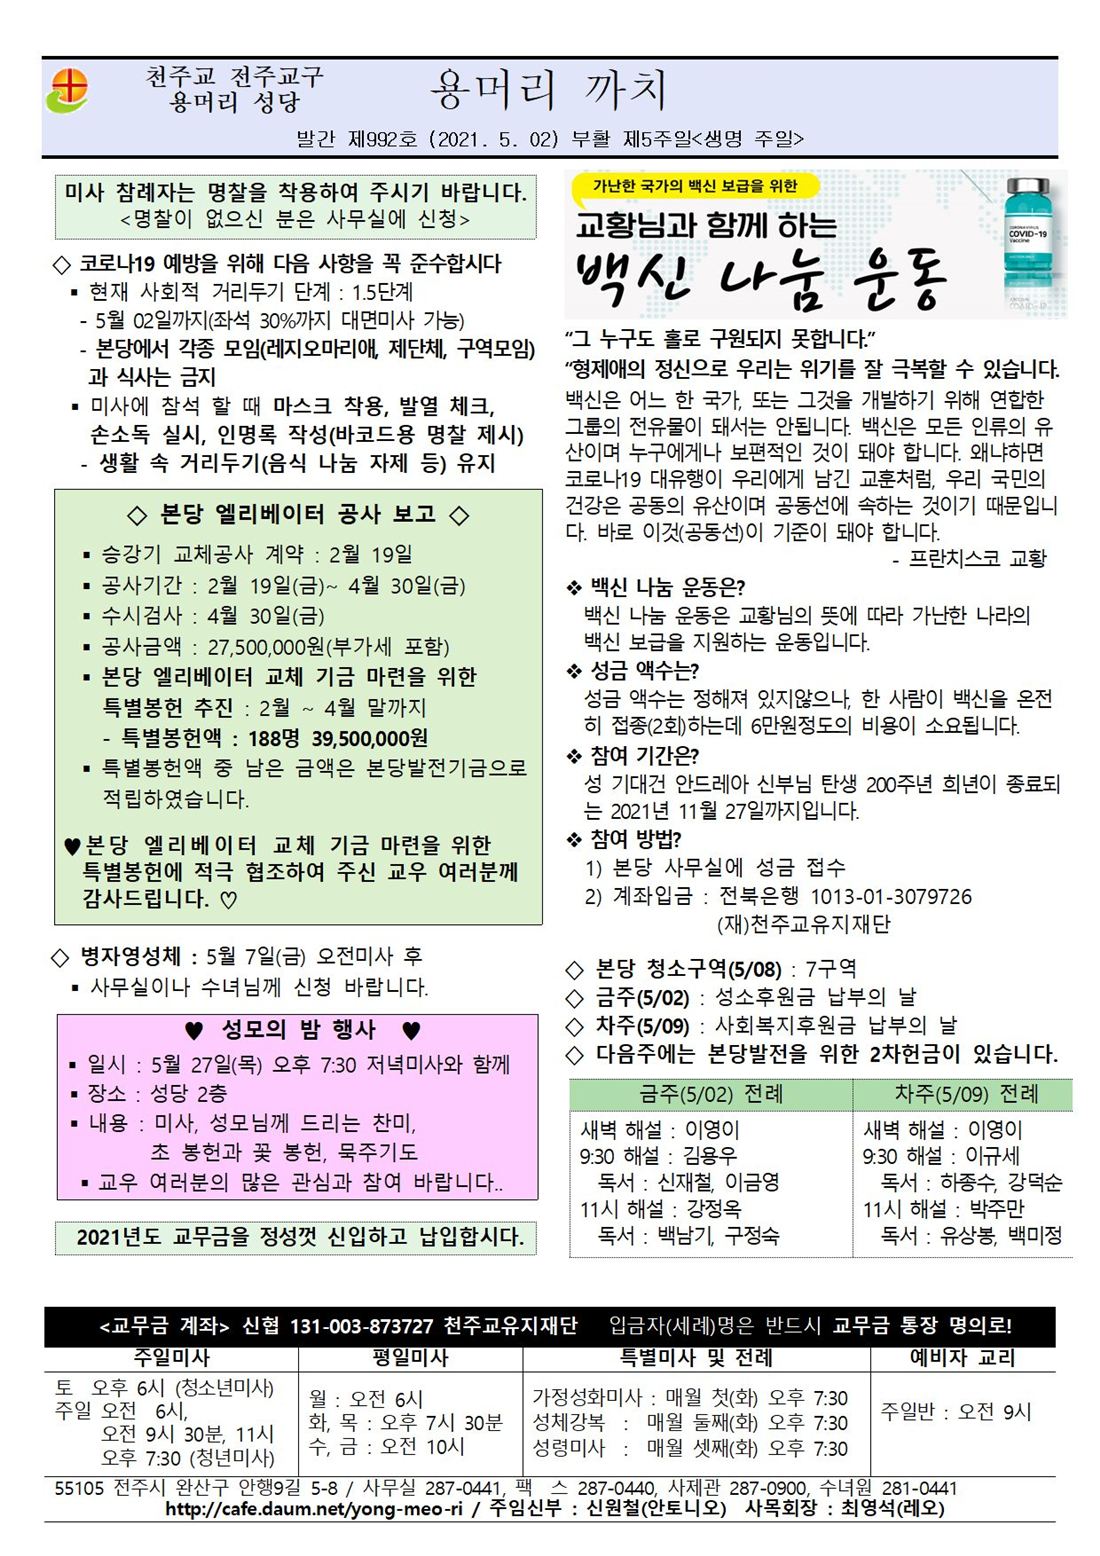 천주교 전주교구
용머리 성당
용머리 까치
발간 제992호 (2021. 5. 02) 부활 제5주일<생명 주일>
미사 참례자는 명찰을 착용하여 주시기 바랍니다.
<명찰이 없으신 분은 사무실에 신청>
◇ 코로나19 예방을 위해 다음 사항을 꼭 준수합시다
▪ 현재 사회적 거리두기 단계 : 1.5단계
- 5월 02일까지(좌석 30%까지 대면미사 가능)
- 본당에서 각종 모임(레지오마리애, 제단체, 구역모임)
과 식사는 금지
▪ 미사에 참석 할 때 마스크 착용, 발열 체크,
손소독 실시, 인명록 작성(바코드용 명찰 제시)
- 생활 속 거리두기(음식 나눔 자제 등) 유지
◇ 본당 엘리베이터 공사 보고 ◇
▪ 승강기 교체공사 계약 : 2월 19일
▪ 공사기간 : 2월 19일(금)~ 4월 30일(금)
▪ 수시검사 : 4월 30일(금)
▪ 공사금액 : 27,500,000원(부가세 포함)
▪ 본당 엘리베이터 교체 기금 마련을 위한
특별봉헌 추진 : 2월 ~ 4월 말까지
- 특별봉헌액 : 188명 39,500,000원
▪ 특별봉헌액 중 남은 금액은 본당발전기금으로
적립하였습니다.
♥본당 엘리베이터 교체 기금 마련을 위한
특별봉헌에 적극 협조하여 주신 교우 여러분께
감사드립니다. ♡
◇ 병자영성체 : 5월 7일(금) 오전미사 후
▪ 사무실이나 수녀님께 신청 바랍니다.
♥ 성모의 밤 행사 ♥
▪ 일시 : 5월 27일(목) 오후 7:30 저녁미사와 함께
▪ 장소 : 성당 2층
▪ 내용 : 미사, 성모님께 드리는 찬미,
초 봉헌과 꽃 봉헌, 묵주기도
▪ 교우 여러분의 많은 관심과 참여 바랍니다..
2021년도 교무금을 정성껏 신입하고 납입합시다.
가난한 국가의 백신 보급을 위한
교황님과 함께 하는
백신 나눔 운동
CORONAVIRUS
COVID-19
Vaccine
“그 누구도 홀로 구원되지 못합니다.”
“형제애의 정신으로 우리는 위기를 잘 극복할 수 있습니다.
백신은 어느 한 국가, 또는 그것을 개발하기 위해 연합한
그룹의 전유물이 돼서는 안됩니다. 백신은 모든 인류의 유
산이며 누구에게나 보편적인 것이 돼야 합니다. 왜냐하면
코로나19 대유행이 우리에게 남긴 교훈처럼, 우리 국민의
건강은 공동의 유산이며 공동선에 속하는 것이기 때문입니
다. 바로 이것(공동선)이 기준이 돼야 합니다.
- 프란치스코 교황
❖ 백신 나눔 운동은?
백신 나눔 운동은 교황님의 뜻에 따라 가난한 나라의
백신 보급을 지원하는 운동입니다.
❖ 성금 액수는?
성금 액수는 정해져 있지않으나, 한 사람이 백신을 온전
히 접종(2회)하는데 6만원정도의 비용이 소요됩니다.
❖ 참여 기간은?
성 기대건 안드레아 신부님 탄생 200주년 희년이 종료되
는 2021년 11월 27일까지입니다.
❖ 참여 방법?
1) 본당 사무실에 성금 접수
2) 계좌입금 : 전북은행 1013-01-3079726
(재)천주교유지재단
◇ 본당 청소구역(5/08) : 7구역
◇ 금주(5/02) : 성소후원금 납부의 날
◇ 차주(5/09) : 사회복지후원금 납부의 날
◇ 다음주에는 본당발전을 위한 2차헌금이 있습니다.
금주(5/02) 전례
새벽 해설 : 이영이
9:30 해설 : 김용우
독서 : 신재철, 이금영
11시 해설 : 강정옥
독서 : 백남기, 구정숙
차주(5/09) 전례
새벽 해설 : 이영이
9:30 해설 : 이규세
독서 : 하종수, 강덕순
11시 해설 : 박주만
독서 : 유상봉, 백미정
<교무금 계좌> 신협 131-003-873727 천주교유지재단 입금자(세례)명은 반드시 교무금 통장 명의로!
주일미사
토 오후 6시 (청소년미사)
주일 오전 6시,
오전 9시 30분, 11시
오후 7:30 (청년미사)
평일미사
월 : 오전 6시
화, 목 : 오후 7시 30분
수, 금 : 오전 10시
특별미사 및 전례
가정성화미사 : 매월 첫(화) 오후 7:30
성체강복 : 매월 둘째(화) 오후 7:30
성령미사 : 매월 셋째(화) 오후 7:30
예비자 교리
주일반 : 오전 9시
55105 전주시 완산구 안행9길 5-8 / 사무실 287-0441, 팩 스 287-0440, 사제관 287-0900, 수녀원 281-0441
http://cafe.daum.net/yong-meo-ri / 주임신부 : 신원철(안토니오) 사목회장 : 최영석(레오)